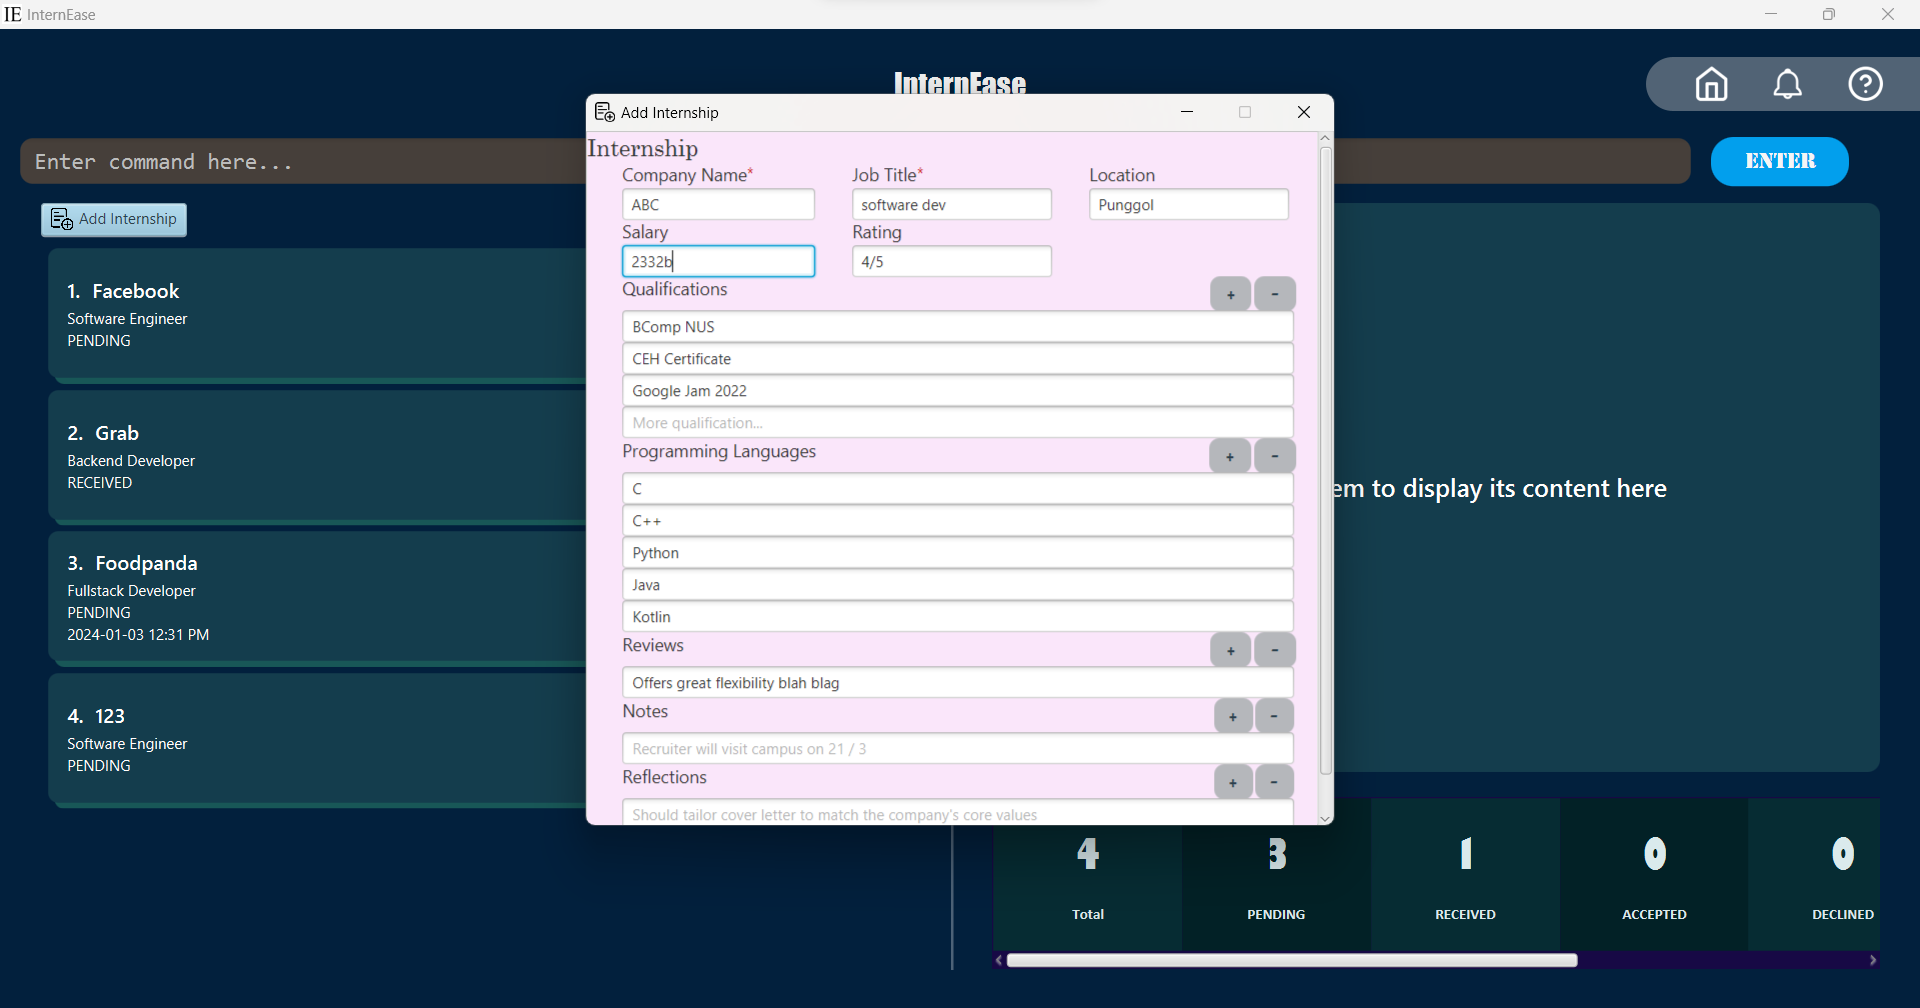 IE InternEase
InternEase
Enter command here...
ENTER
Add Internship
1. Facebook
Software Engineer
PENDING
2. Grab
Backend Developer
RECEIVED
3. Foodpanda
Fullstack Developer
PENDING
2024-01-03 12:31 PM
4. 123
Software Engineer
PENDING
Add Internship
Internship
Company Name* Job Title* Location
ABC software dev Punggol
Salary Rating
2332b 4/5
Qualifications + -
BComp NUS
CEH Certificate
Google Jam 2022
More qualification...
Programming Languages + -
C
C++
Python
Java
Kotlin
Reviews + -
Offers great flexibility blah blag
Notes + -
Recruiter will visit campus on 21 / 3
Reflections + -
Should tailor cover letter to match the company's core values
em to display its content here
4 3 1 0 0
Total PENDING RECEIVED ACCEPTED DECLINED